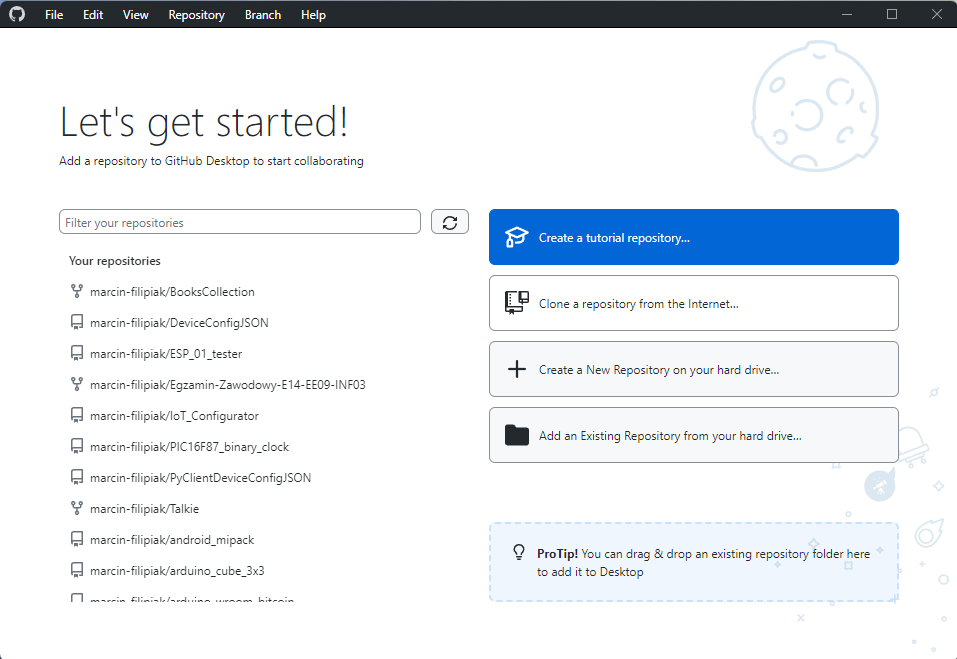 File Edit View Repository Branch Help
Let's get started!
Add a repository to GitHub Desktop to start collaborating
Filter your repositories
Your repositories
marcin-filipiak/BooksCollection
marcin-filipiak/DeviceConfigJSON
marcin-filipiak/ESP_01_tester
marcin-filipiak/Egzamin-Zawodowy-E14-EE09-INF03
marcin-filipiak/IoT_Configurator
marcin-filipiak/PIC16F87_binary_clock
marcin-filipiak/PyClientDeviceConfigJSON
marcin-filipiak/Talkie
marcin-filipiak/android_mipack
marcin-filipiak/arduino_cube_3x3
marcin-filipiak/arduino_wroom_bitcoin
Create a tutorial repository...
Clone a repository from the Internet...
Create a New Repository on your hard drive...
Add an Existing Repository from your hard drive...
ProTip! You can drag & drop an existing repository folder here
to add it to Desktop